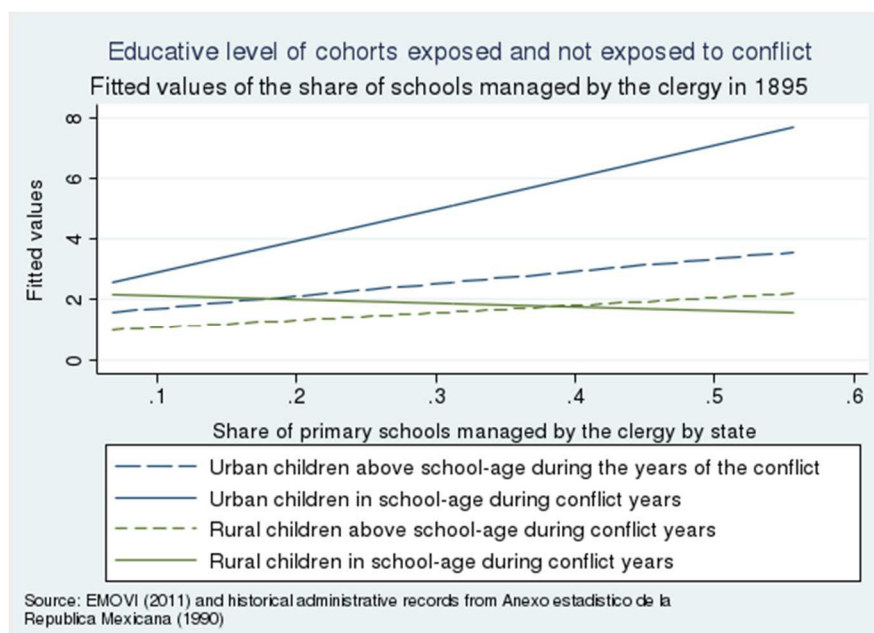 Educative level of cohorts exposed and not exposed to conflict
Fitted values of the share of schools managed by the clergy in 1895
Fitted values
8
6
4
2
0
.1 .2 .3 .4 .5 .6
Share of primary schools managed by the clergy by state
Urban children above school-age during the years of the conflict
Urban children in school-age during conflict years
Rural children above school-age during conflict years
Rural children in school-age during conflict years
Source: EMOVI (2011) and historical administrative records from Anexo estadistico de la
Republica Mexicana (1990)